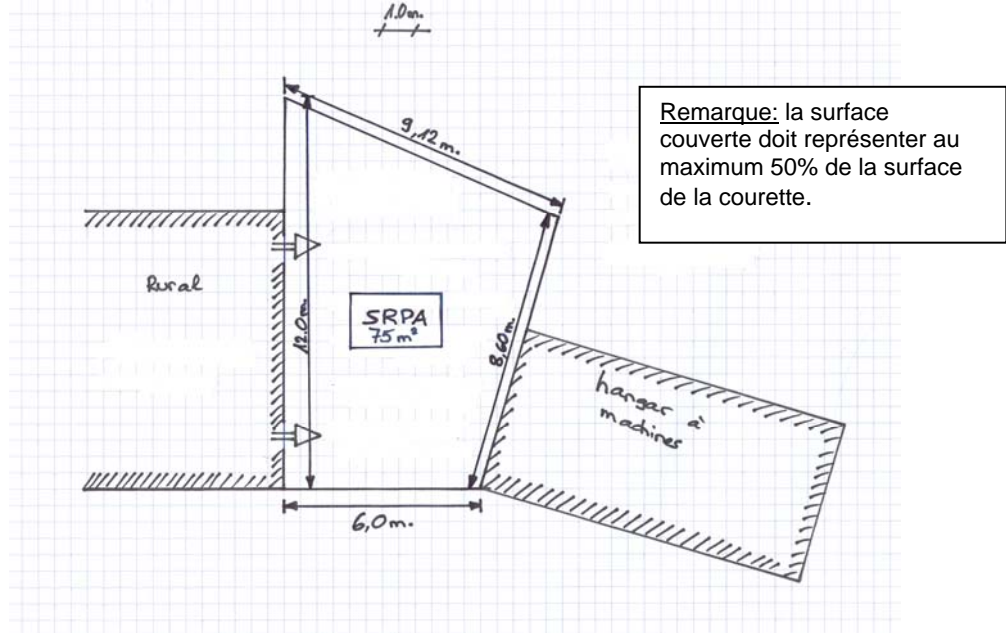 1.0m.
9,12m.
Remarque: la surface
couverte doit représenter au
maximum 50% de la surface
de la courette.
Rural
SRPA
75m²
12.0m.
8,60m.
hangar à
machines
6,0m.